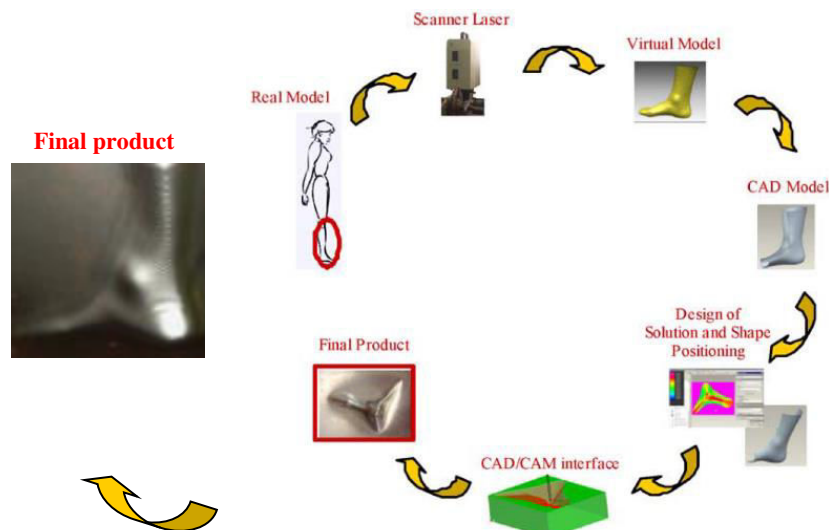 Scanner Laser
Virtual Model
Real Model
Final product
CAD Model
Design of
Solution and Shape
Positioning
Final Product
CAD/CAM interface